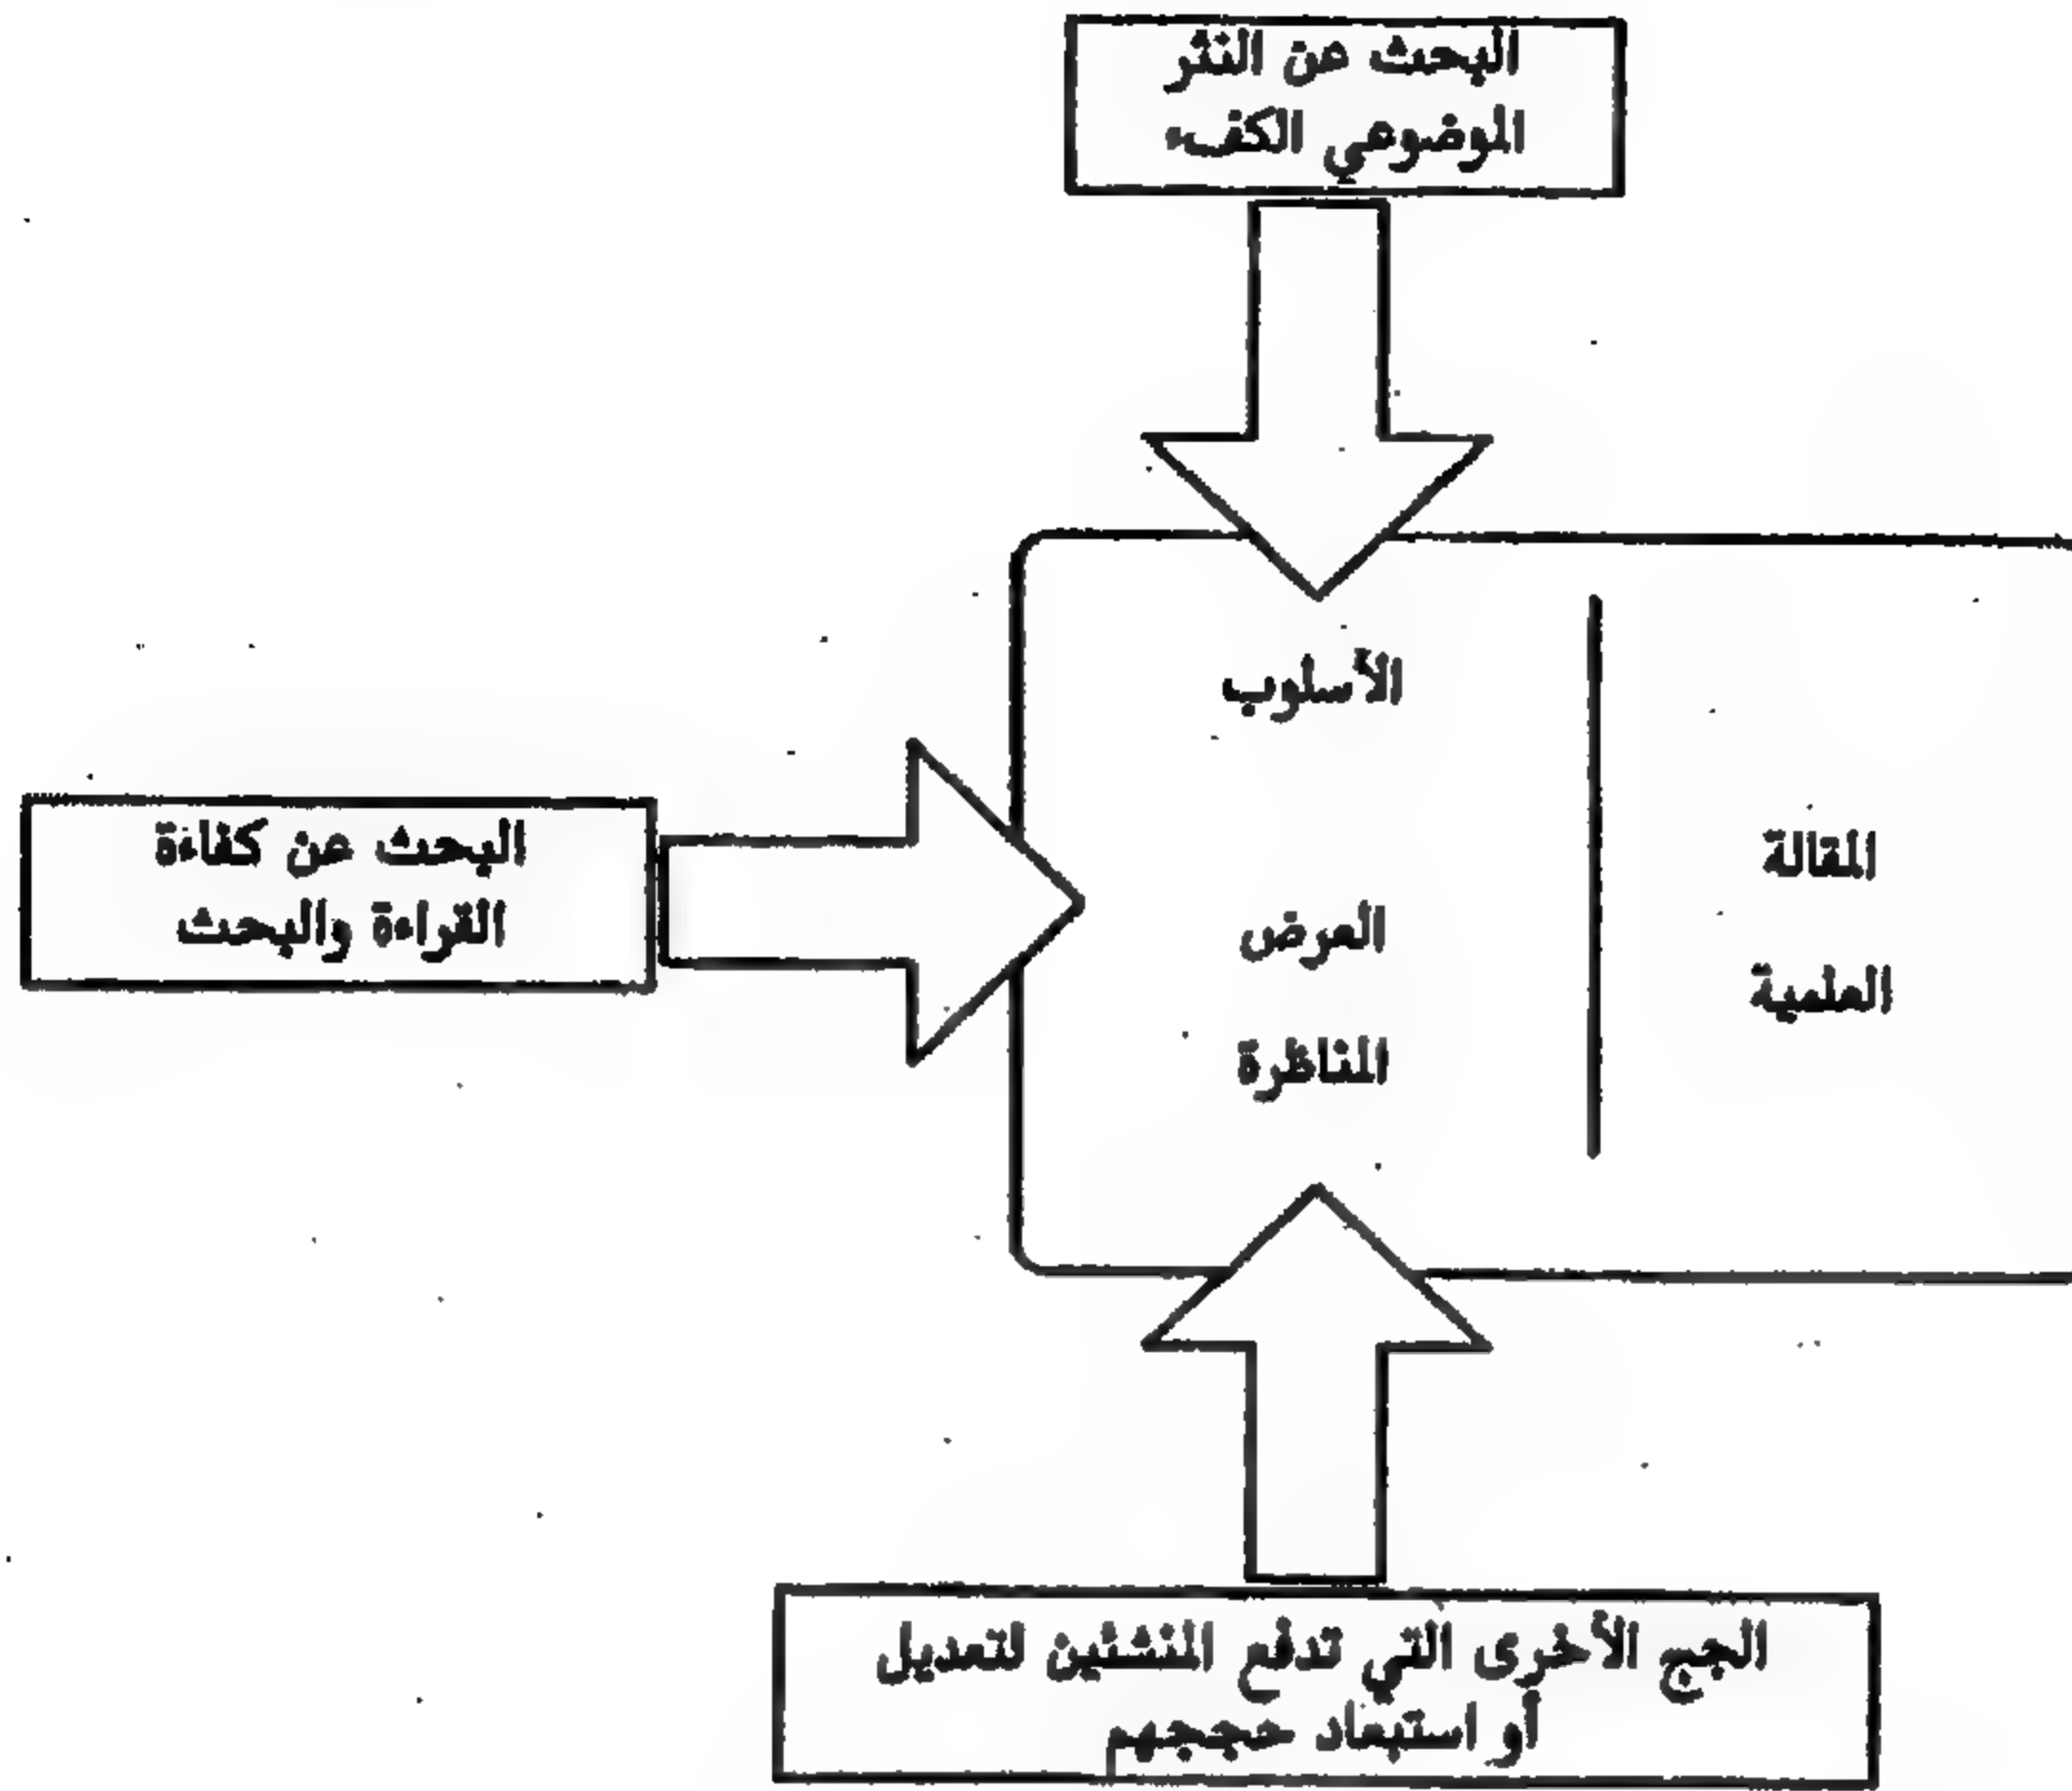 البحث عن النثر
الموضوعي الكفء
الأسلوب
المقالة
العلمية
العرض
المناظرة
البحث عن كفاءة
القراءة والبحث
الجج الأخرى التي تدفع المنشئين لتعديل
أو استبعاد حججهم